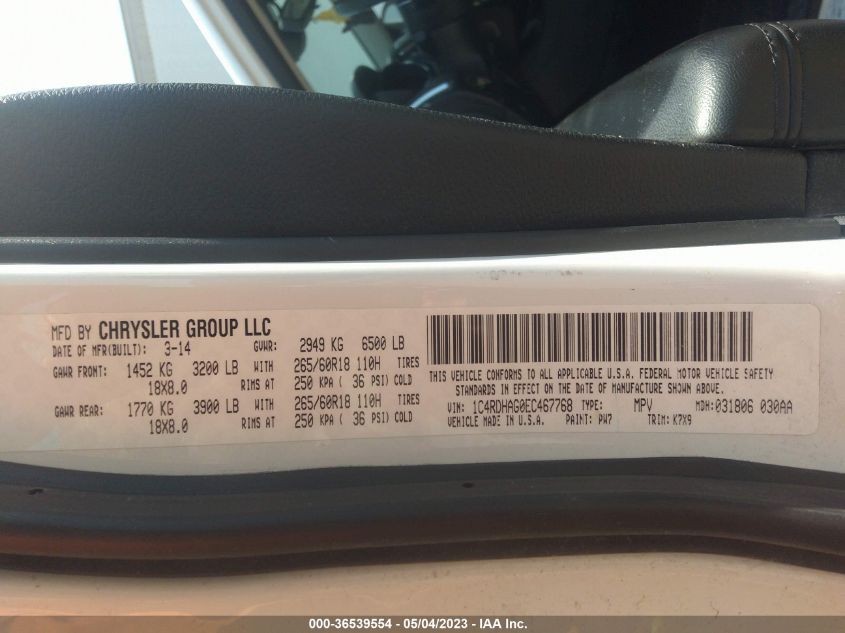 MFD BY CHRYSLER GROUP LLC
DATE OF MFR(BUILT): 3-14 GVWR: 2949 KG 6500 LB
GAWR FRONT: 1452 KG 3200 LB WITH 265/60R18 110H TIRES
18X8.0 RIMS AT 250 KPA ( 36 PSI) COLD
GAWR REAR: 1770 KG 3900 LB WITH 265/60R18 110H TIRES
18X8.0 RIMS AT 250 KPA ( 36 PSI) COLD
THIS VEHICLE CONFORMS TO ALL APPLICABLE U.S.A. FEDERAL MOTOR VEHICLE SAFETY
STANDARDS IN EFFECT ON THE DATE OF MANUFACTURE SHOWN ABOVE.
VIN: 1C4RDHAG0EC467768 TYPE: MPV MDH: 031806 030AA
VEHICLE MADE IN U.S.A. PAINT: PW7 TRIM: K7X9
000-36539554 - 05/04/2023 - IAA Inc.